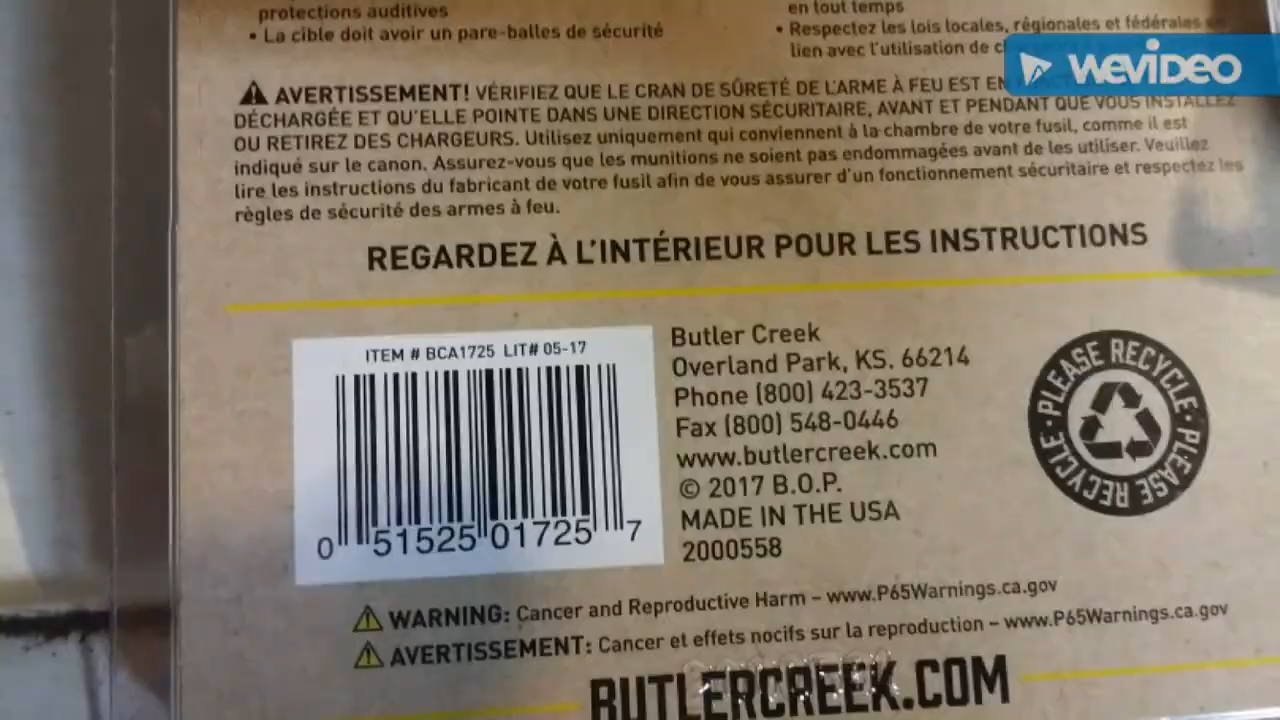 protections auditives
• La cible doit avoir un pare-balles de sécurité
en tout temps
• Respectez les lois locales, régionales et fédérales en
lien avec l'utilisation de
WEVIDEO
AVERTISSEMENT! VÉRIFIEZ QUE LE CRAN DE SÛRETÉ DE L'ARME À FEU EST EN
DÉCHARGÉE ET QU'ELLE POINTE DANS UNE DIRECTION SÉCURITAIRE, AVANT ET PENDANT QUE VOUS INSTALLEZ
OU RETIREZ DES CHARGEURS. Utilisez uniquement qui conviennent à la chambre de votre fusil, comme il est
indiqué sur le canon. Assurez-vous que les munitions ne soient pas endommagées avant de les utiliser. Veuillez
lire les instructions du fabricant de votre fusil afin de vous assurer d'un fonctionnement sécuritaire et respectez les
règles de sécurité des armes à feu.
REGARDEZ À L'INTÉRIEUR POUR LES INSTRUCTIONS
ITEM # BCA1725 LIT# 05-17
0 51525 01725 7
Butler Creek
Overland Park, KS. 66214
Phone (800) 423-3537
Fax (800) 548-0446
www.butlercreek.com
© 2017 B.O.P.
MADE IN THE USA
2000558
PLEASE RECYCLE • PLEASE RECYCLE •
WARNING: Cancer and Reproductive Harm – www.P65Warnings.ca.gov
AVERTISSEMENT: Cancer et effets nocifs sur la reproduction – www.P65Warnings.ca.gov
BUTLERCREEK.COM